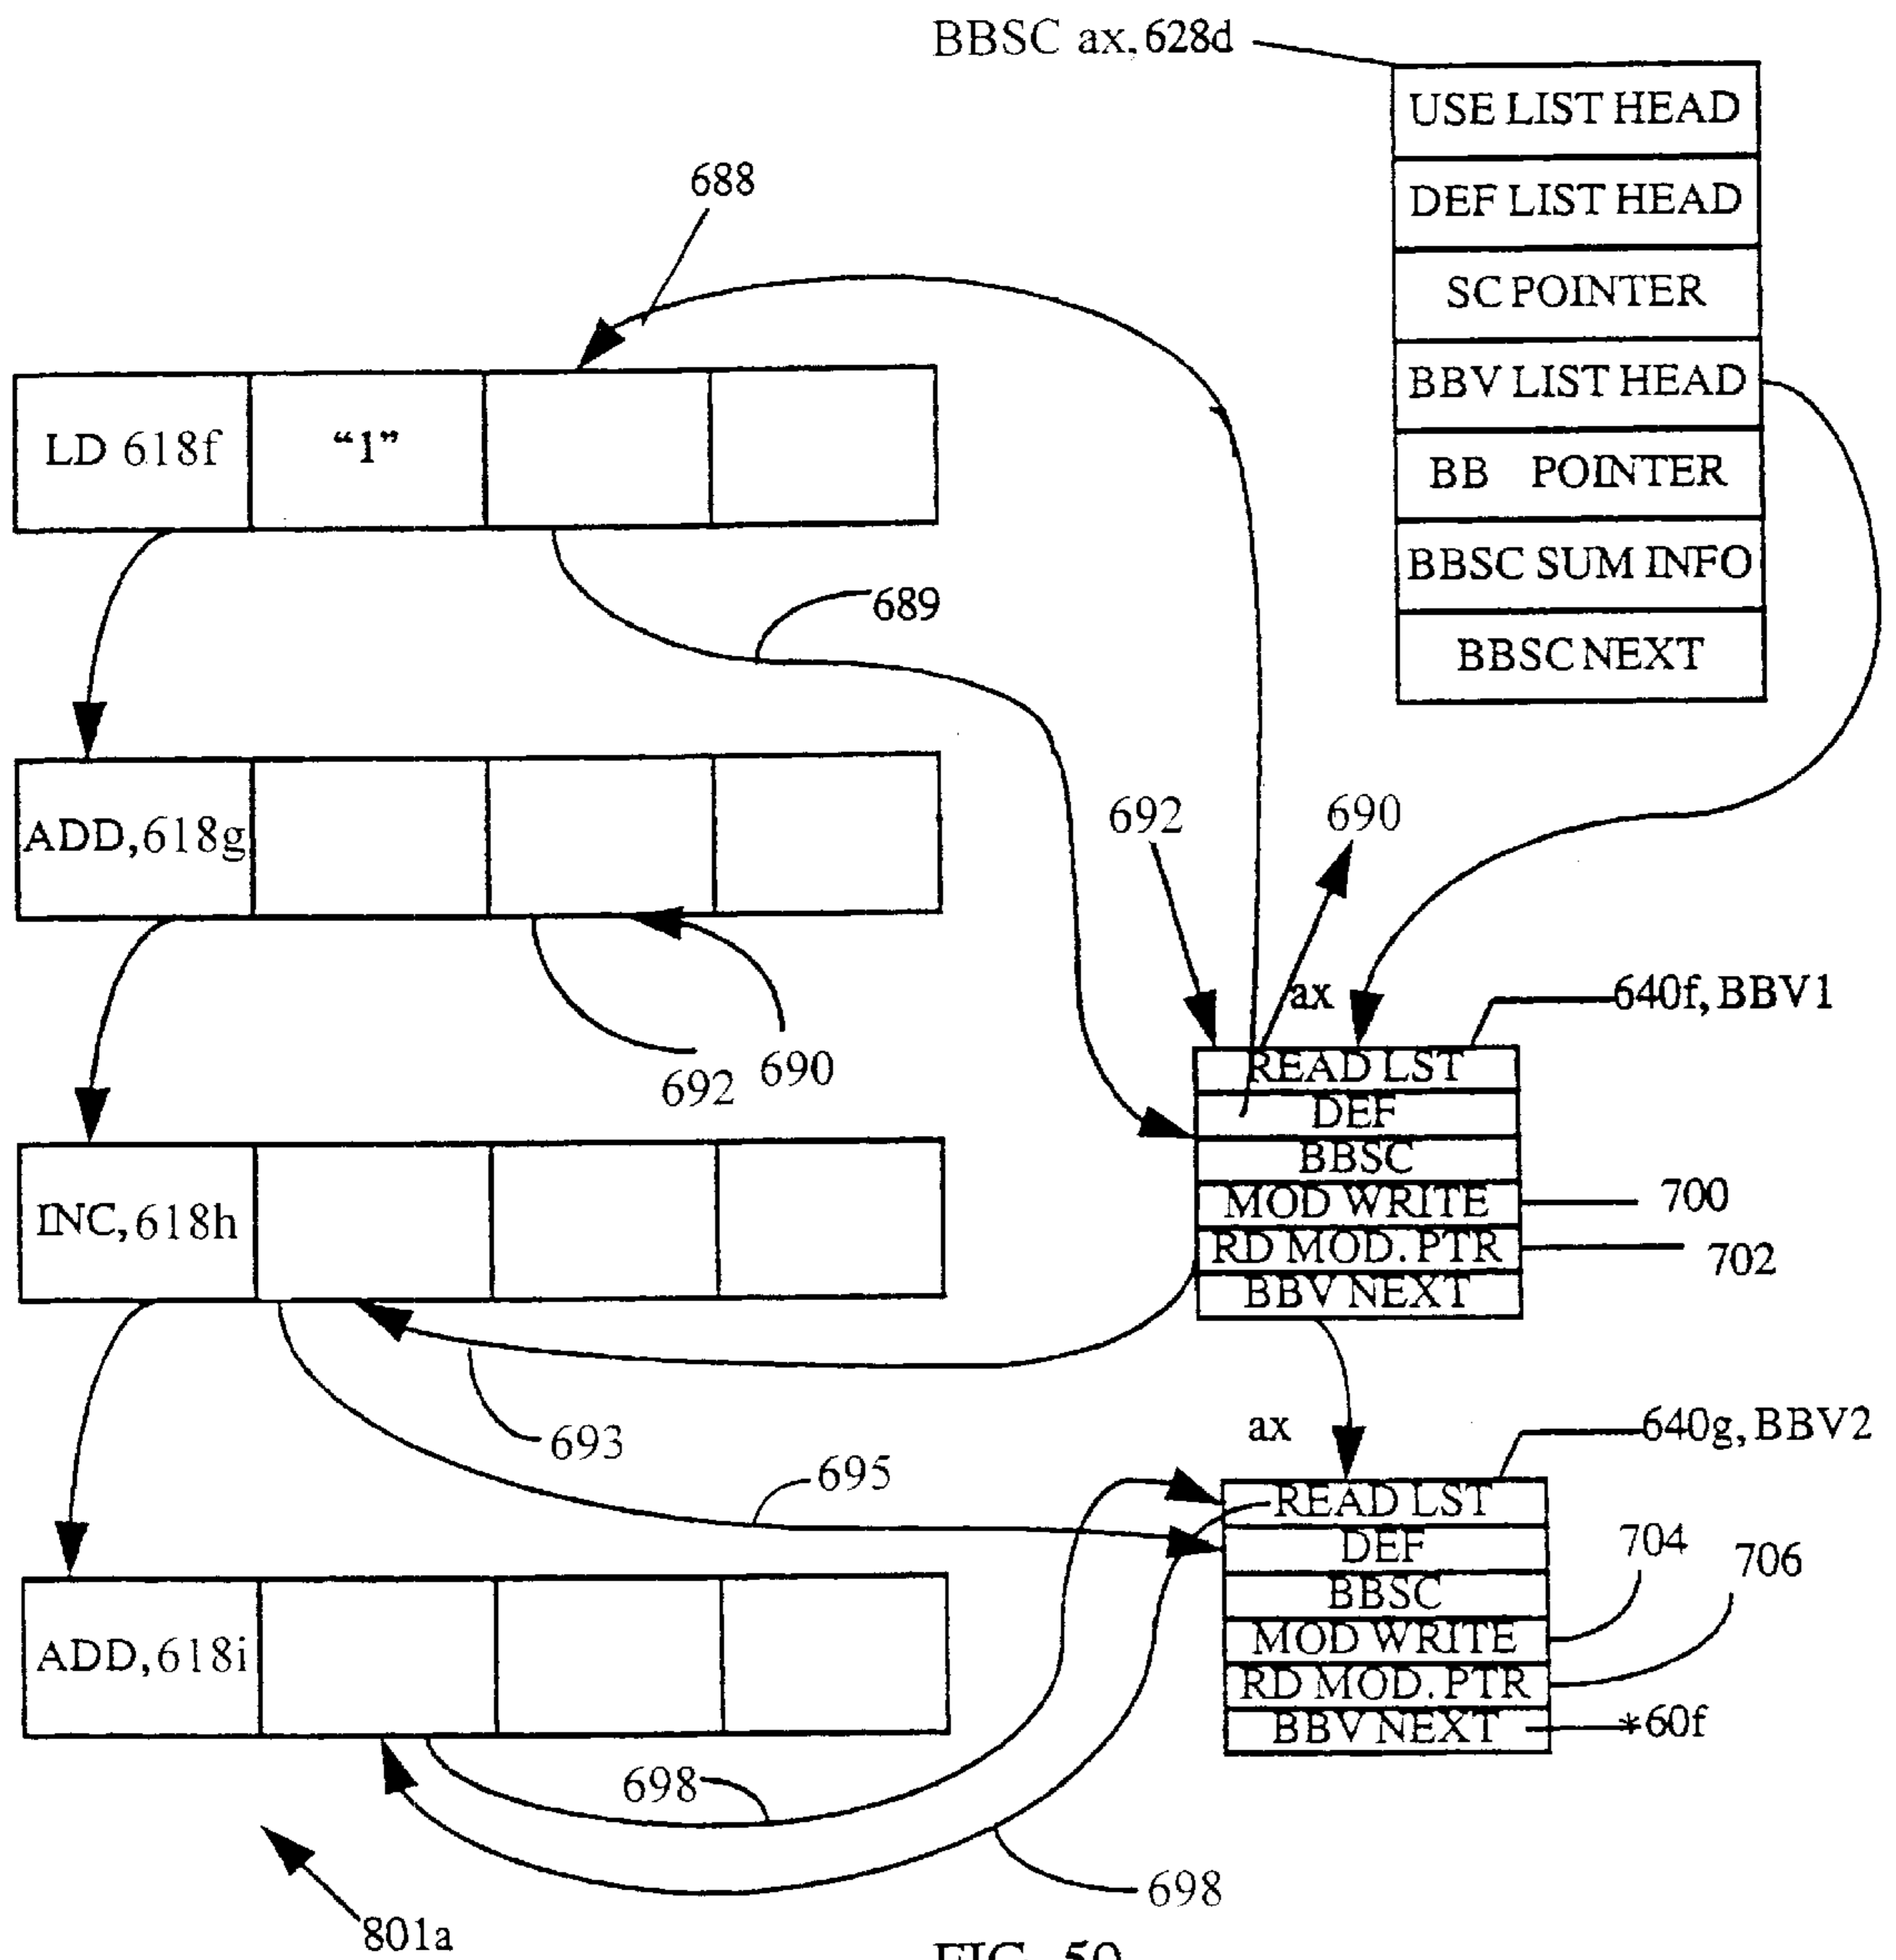 BBSC ax, 628d
USE LIST HEAD
DEF LIST HEAD
SC POINTER
BBV LIST HEAD
BB POINTER
BBSC SUM INFO
BBSC NEXT
688
LD 618f
“1”
689
ADD, 618g
692
690
692
690
ax
640f, BBV1
READ LST
DEF
BBSC
MOD WRITE
700
RD MOD. PTR
702
BBV NEXT
INC, 618h
693
695
ax
640g, BBV2
READ LST
DEF
BBSC
MOD WRITE
704
RD MOD. PTR
706
BBV NEXT
*60f
ADD, 618i
698
698
801a